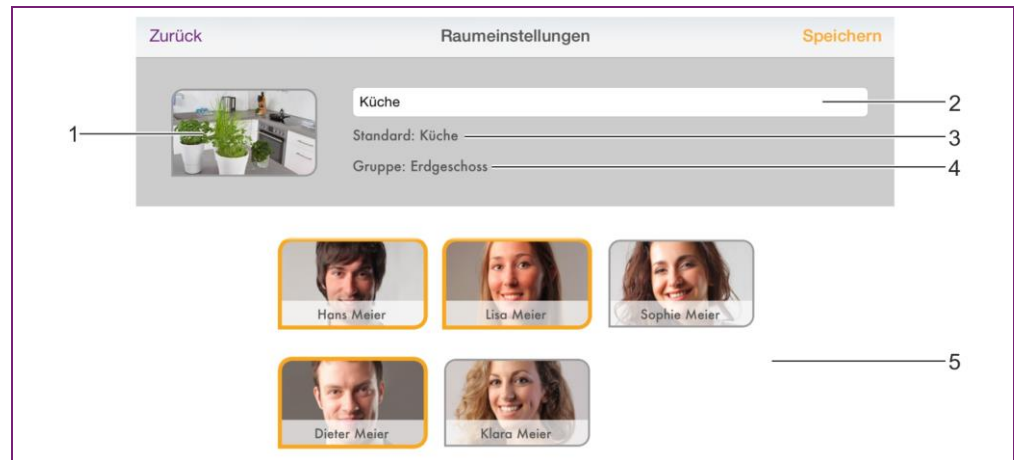 Zurück Raumeinstellungen Speichern
Küche 2
1 Standard: Küche 3
Gruppe: Erdgeschoss 4
Hans Meier Lisa Meier Sophie Meier
5
Dieter Meier Klara Meier